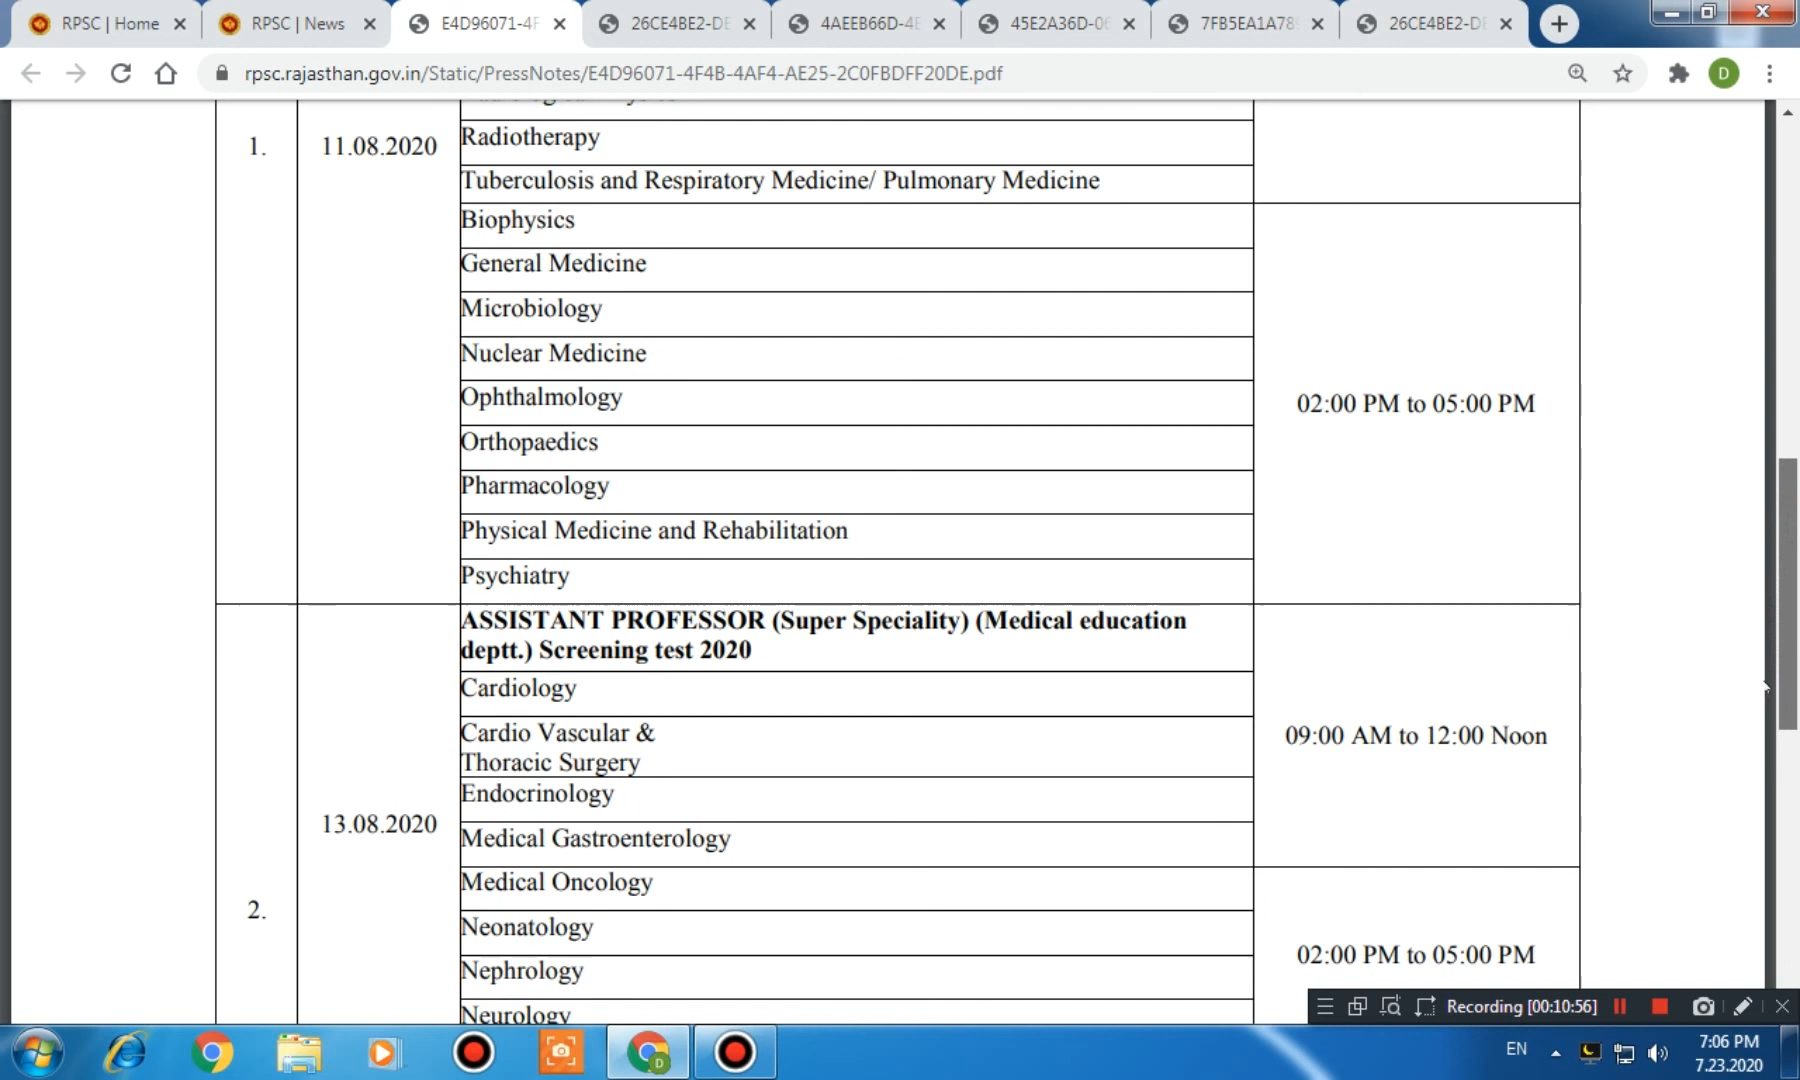 RPSC | Home
RPSC | News
E4D96071-4F
26CE4BE2-DE
4AEEB66D-4E
45E2A36D-06
7FB5EA1A78
26CE4BE2-DE
rpsc.rajasthan.gov.in/Static/PressNotes/E4D96071-4F4B-4AF4-AE25-2C0FBDFF20DE.pdf
D
1.
11.08.2020
Radiotherapy
Tuberculosis and Respiratory Medicine/ Pulmonary Medicine
Biophysics
General Medicine
Microbiology
Nuclear Medicine
Ophthalmology
02:00 PM to 05:00 PM
Orthopaedics
Pharmacology
Physical Medicine and Rehabilitation
Psychiatry
ASSISTANT PROFESSOR (Super Speciality) (Medical education
deptt.) Screening test 2020
Cardiology
Cardio Vascular &
Thoracic Surgery
09:00 AM to 12:00 Noon
Endocrinology
13.08.2020
Medical Gastroenterology
Medical Oncology
2.
Neonatology
02:00 PM to 05:00 PM
Nephrology
Neurology
Recording [00:10:56]
EN
7:06 PM
7.23.2020